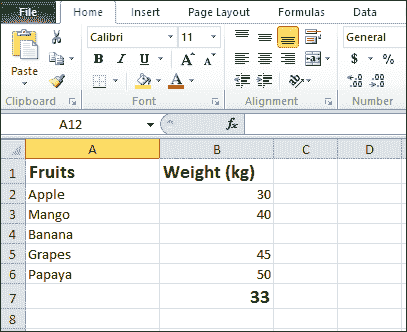 File Home Insert Page Layout Formulas Data
Calibri 11 A A General
Paste B I U A $ % ,
Clipboard Font Alignment Number
A12 fx
A B C D
1 Fruits Weight (kg)
2 Apple 30
3 Mango 40
4 Banana
5 Grapes 45
6 Papaya 50
7 33
8